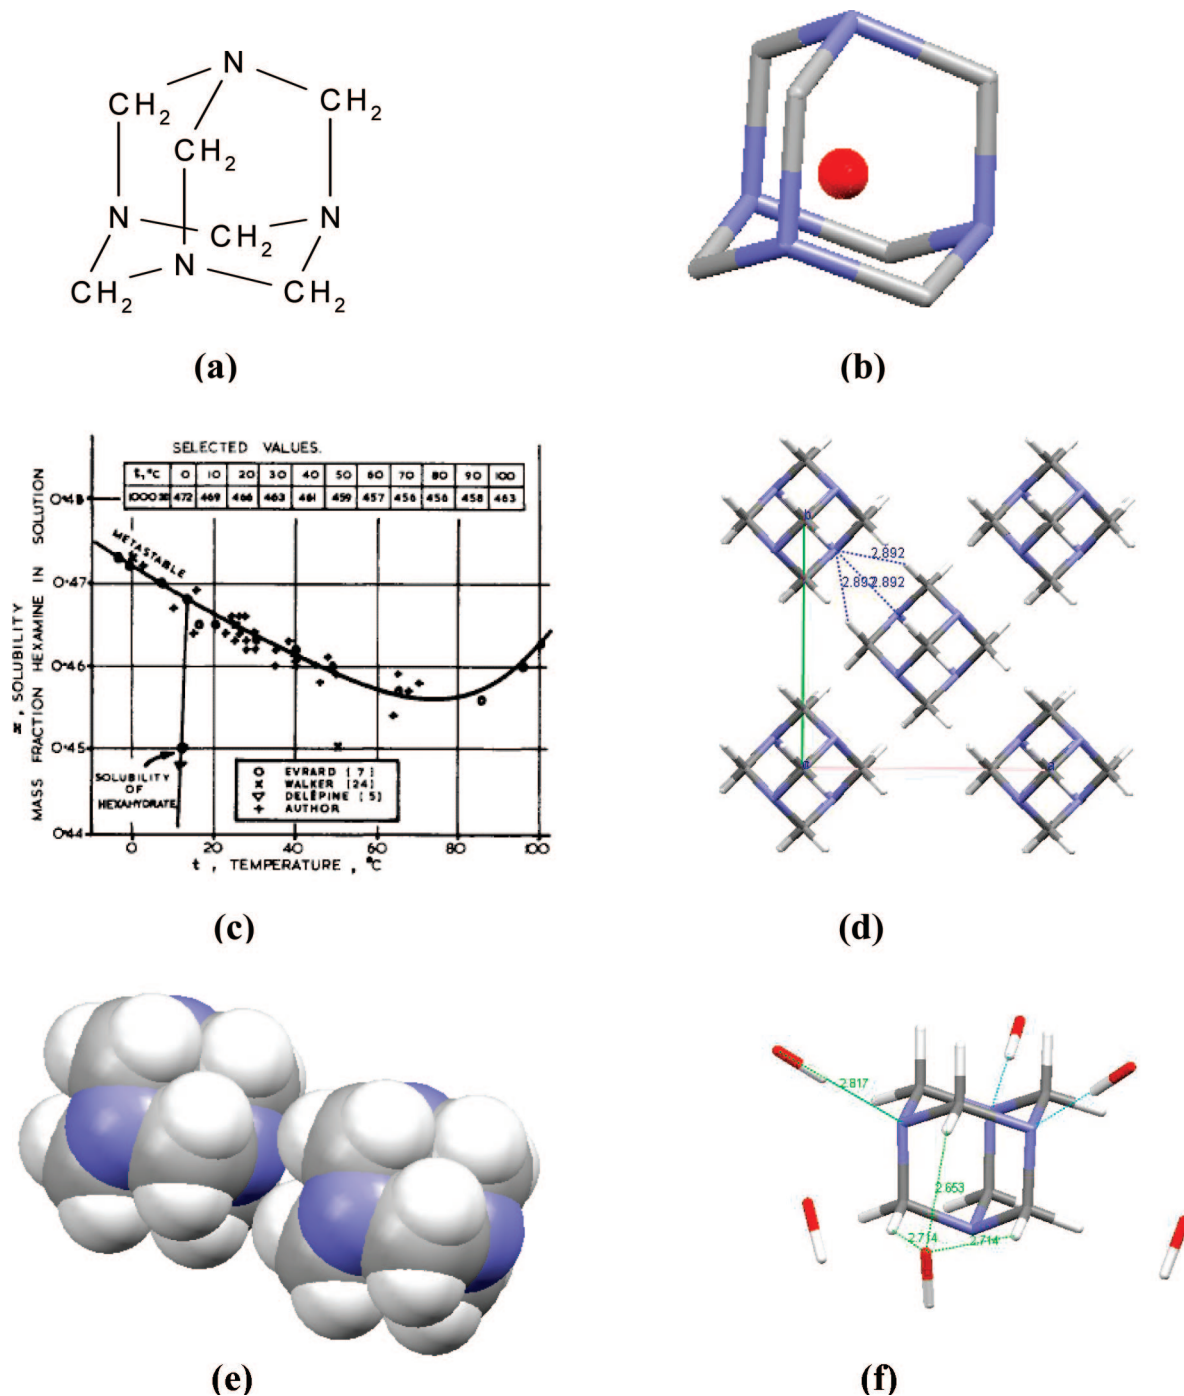 N
CH2 CH2
CH2
N N
CH2
N
CH2 CH2
(a)
(b)
SELECTED VALUES.
t, °C 0 10 20 30 40 50 60 70 80 90 100
1000x 472 469 466 463 461 459 457 456 456 458 463
METASTABLE
0·48
0·47
0·46
0·45
0·44
x, SOLUBILITY
MASS FRACTION HEXAMINE IN SOLUTION
SOLUBILITY
OF
HEXAHYDRATE
O EVRARD [7]
x WALKER [24]
▽ DELÉPINE [5]
+ AUTHOR
0 20 40 60 80 100
t, TEMPERATURE, °C
(c)
b
2.892
2.892 2.892
c a
(d)
(e)
2.817
2.653
2.714 2.714
(f)